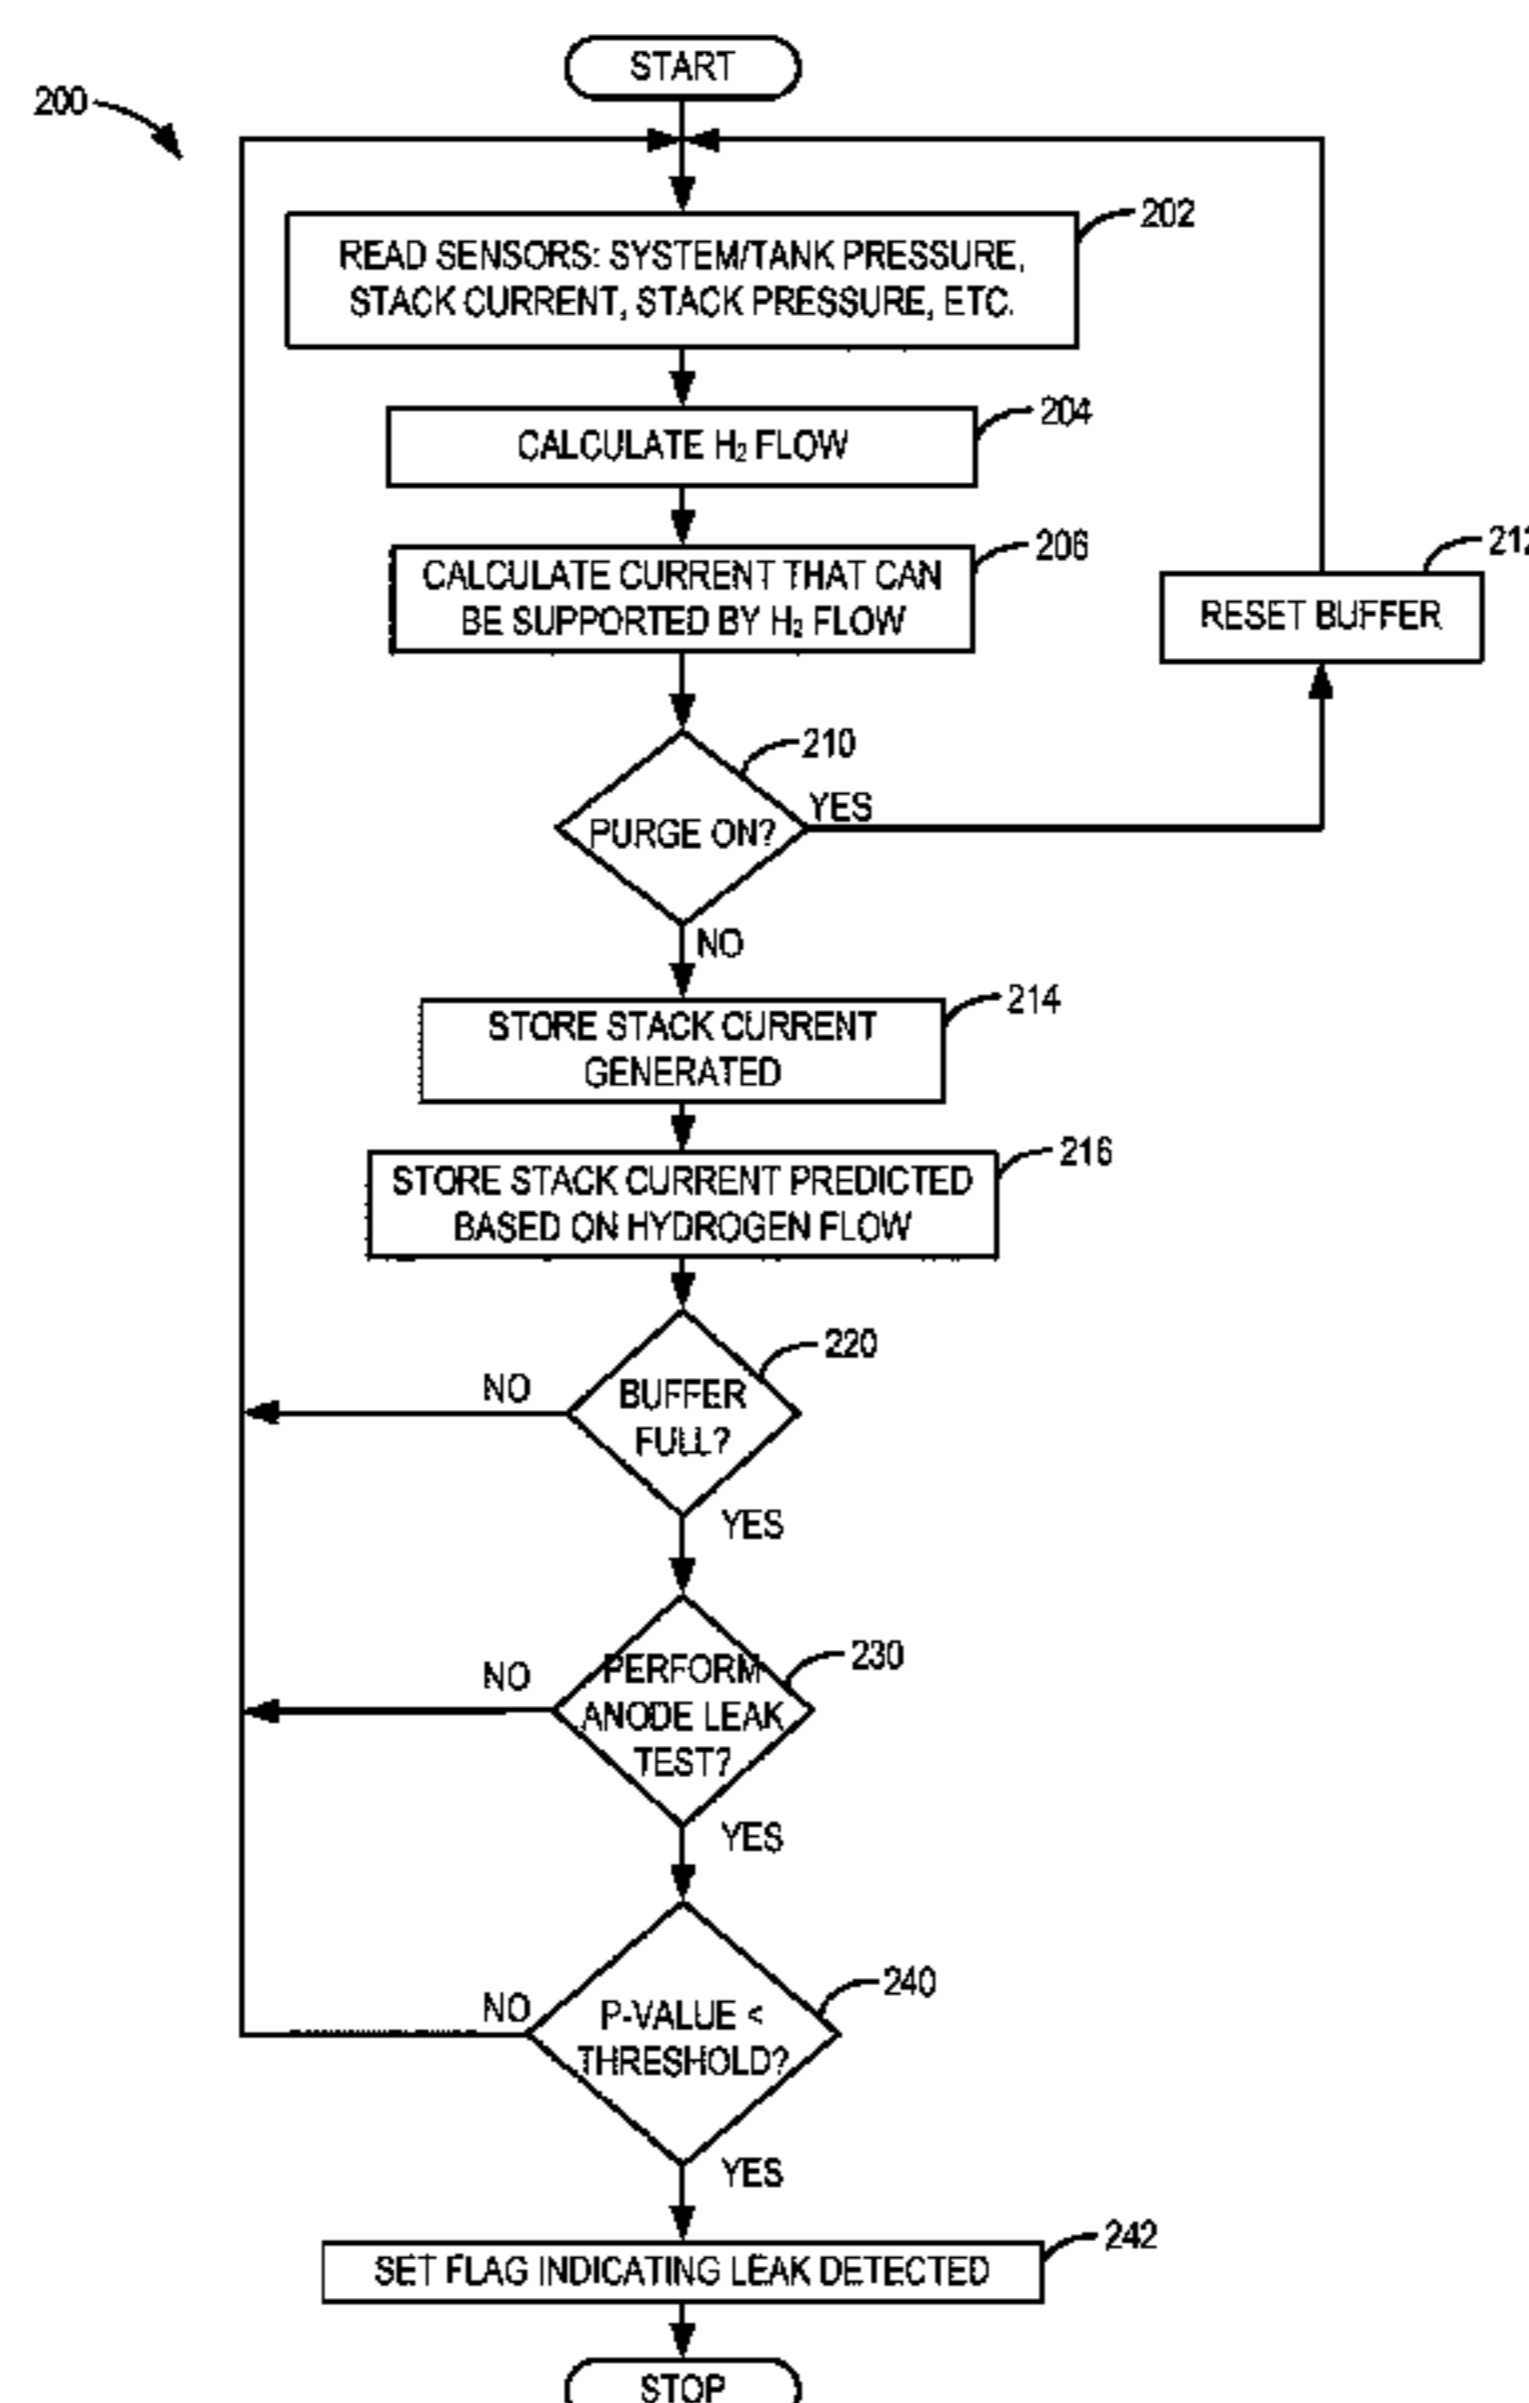 START
200
202
READ SENSORS: SYSTEM/TANK PRESSURE,
STACK CURRENT, STACK PRESSURE, ETC.
204
CALCULATE H₂ FLOW
206
CALCULATE CURRENT THAT CAN
BE SUPPORTED BY H₂ FLOW
212
RESET BUFFER
210
PURGE ON?
YES
NO
214
STORE STACK CURRENT
GENERATED
216
STORE STACK CURRENT PREDICTED
BASED ON HYDROGEN FLOW
220
BUFFER
FULL?
NO
YES
230
PERFORM
ANODE LEAK
TEST?
NO
YES
240
P-VALUE <
THRESHOLD?
NO
YES
242
SET FLAG INDICATING LEAK DETECTED
STOP